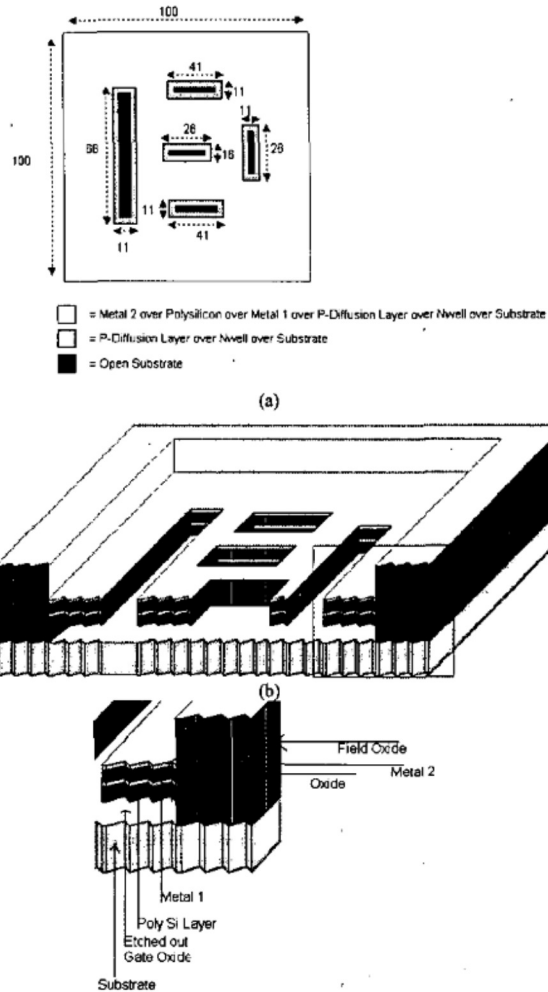 100
41
11
11
26
66
16
26
100
11
11
41
= Metal 2 over Polysilicon over Metal 1 over P-Diffusion Layer over Nwell over Substrate
= P-Diffusion Layer over Nwell over Substrate
= Open Substrate
(a)
(b)
Field Oxide
Metal 2
Oxide
Metal 1
Poly Si Layer
Etched out
Gate Oxide
Substrate